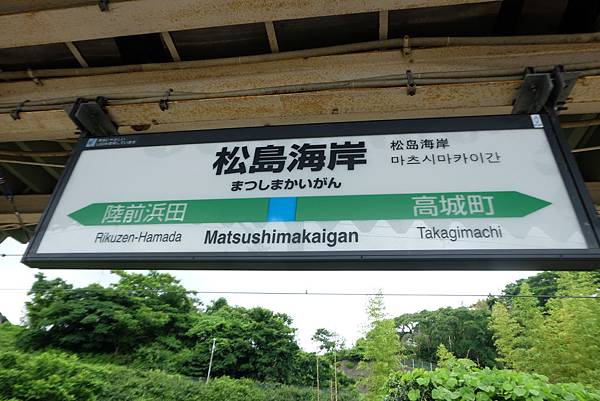 松島海岸
まつしまかいがん
松岛海岸
마츠시마카이간
陸前浜田
高城町
Rikuzen-Hamada
Matsushimakaigan
Takagimachi